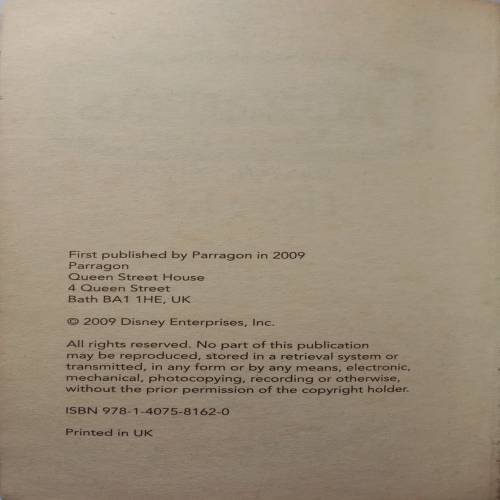 First published by Parragon in 2009
Parragon
Queen Street House
4 Queen Street
Bath BA1 1HE, UK
© 2009 Disney Enterprises, Inc.
All rights reserved. No part of this publication
may be reproduced, stored in a retrieval system or
transmitted, in any form or by any means, electronic,
mechanical, photocopying, recording or otherwise,
without the prior permission of the copyright holder.
ISBN 978-1-4075-8162-0
Printed in UK